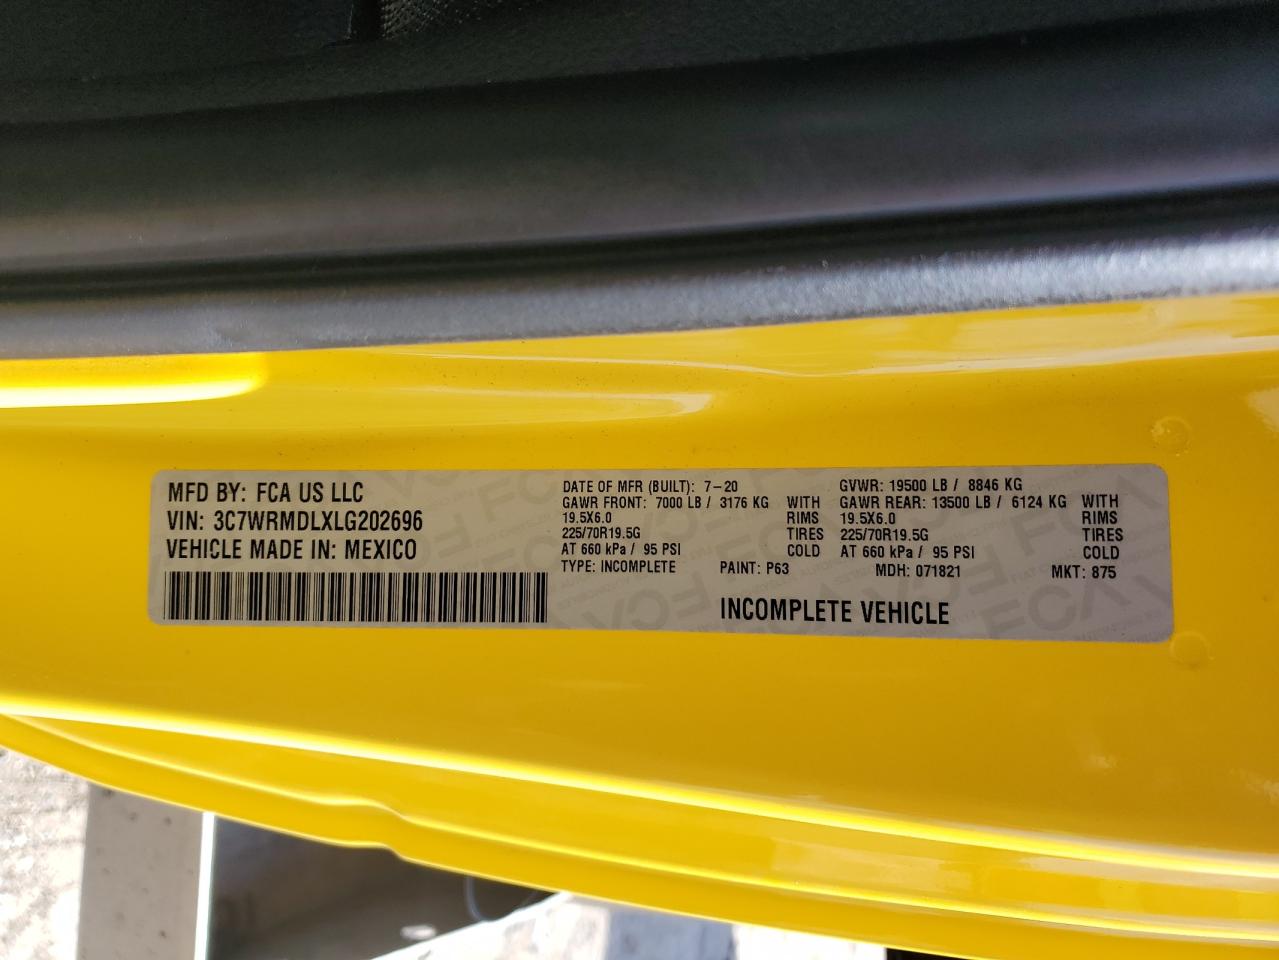 MFD BY: FCA US LLC
VIN: 3C7WRMDLXLG202696
VEHICLE MADE IN: MEXICO
DATE OF MFR (BUILT): 7-20
GAWR FRONT: 7000 LB / 3176 KG WITH
19.5X6.0 RIMS
225/70R19.5G TIRES
AT 660 kPa / 95 PSI COLD
GVWR: 19500 LB / 8846 KG
GAWR REAR: 13500 LB / 6124 KG WITH
19.5X6.0 RIMS
225/70R19.5G TIRES
AT 660 kPa / 95 PSI COLD
TYPE: INCOMPLETE PAINT: P63 MDH: 071821 MKT: 875
INCOMPLETE VEHICLE